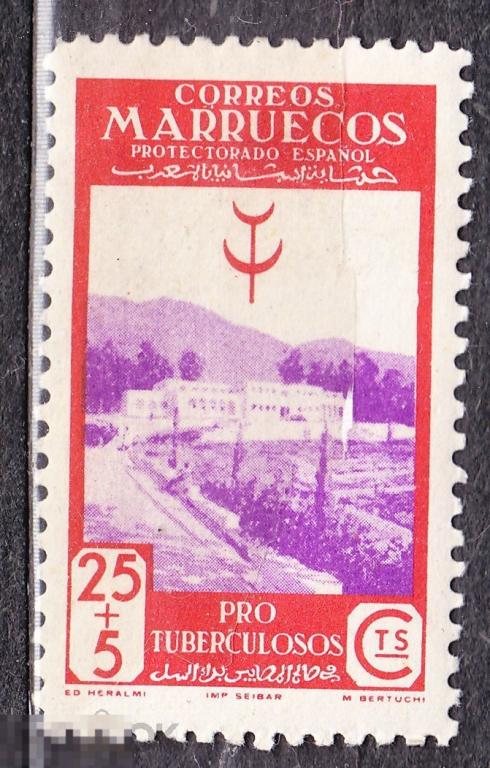 CORREOS
MARRUECOS
PROTECTORADO ESPAÑOL
25
+
5
PRO
TUBERCULOSOS
CTS
ED HERALMI IMP SEIBAR M BERTUCHI